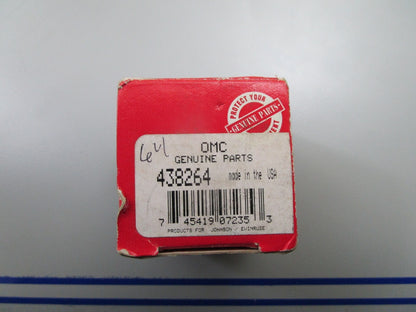 PROTECT YOUR
GENUINE PARTS
OMC
GENUINE PARTS
438264 made in the USA
7 45419 07235 3
PRODUCTS FOR JOHNSON / EVINRUDE